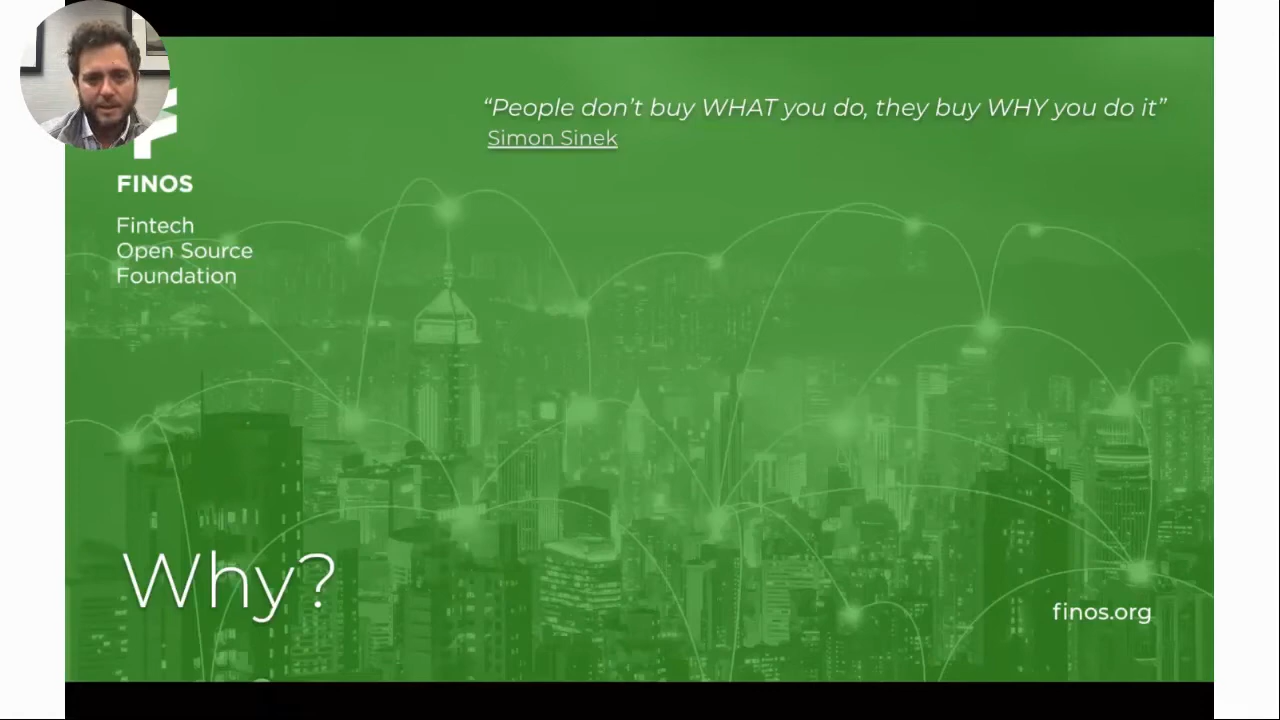 “People don’t buy WHAT you do, they buy WHY you do it”
Simon Sinek
FINOS
Fintech
Open Source
Foundation
Why?
finos.org